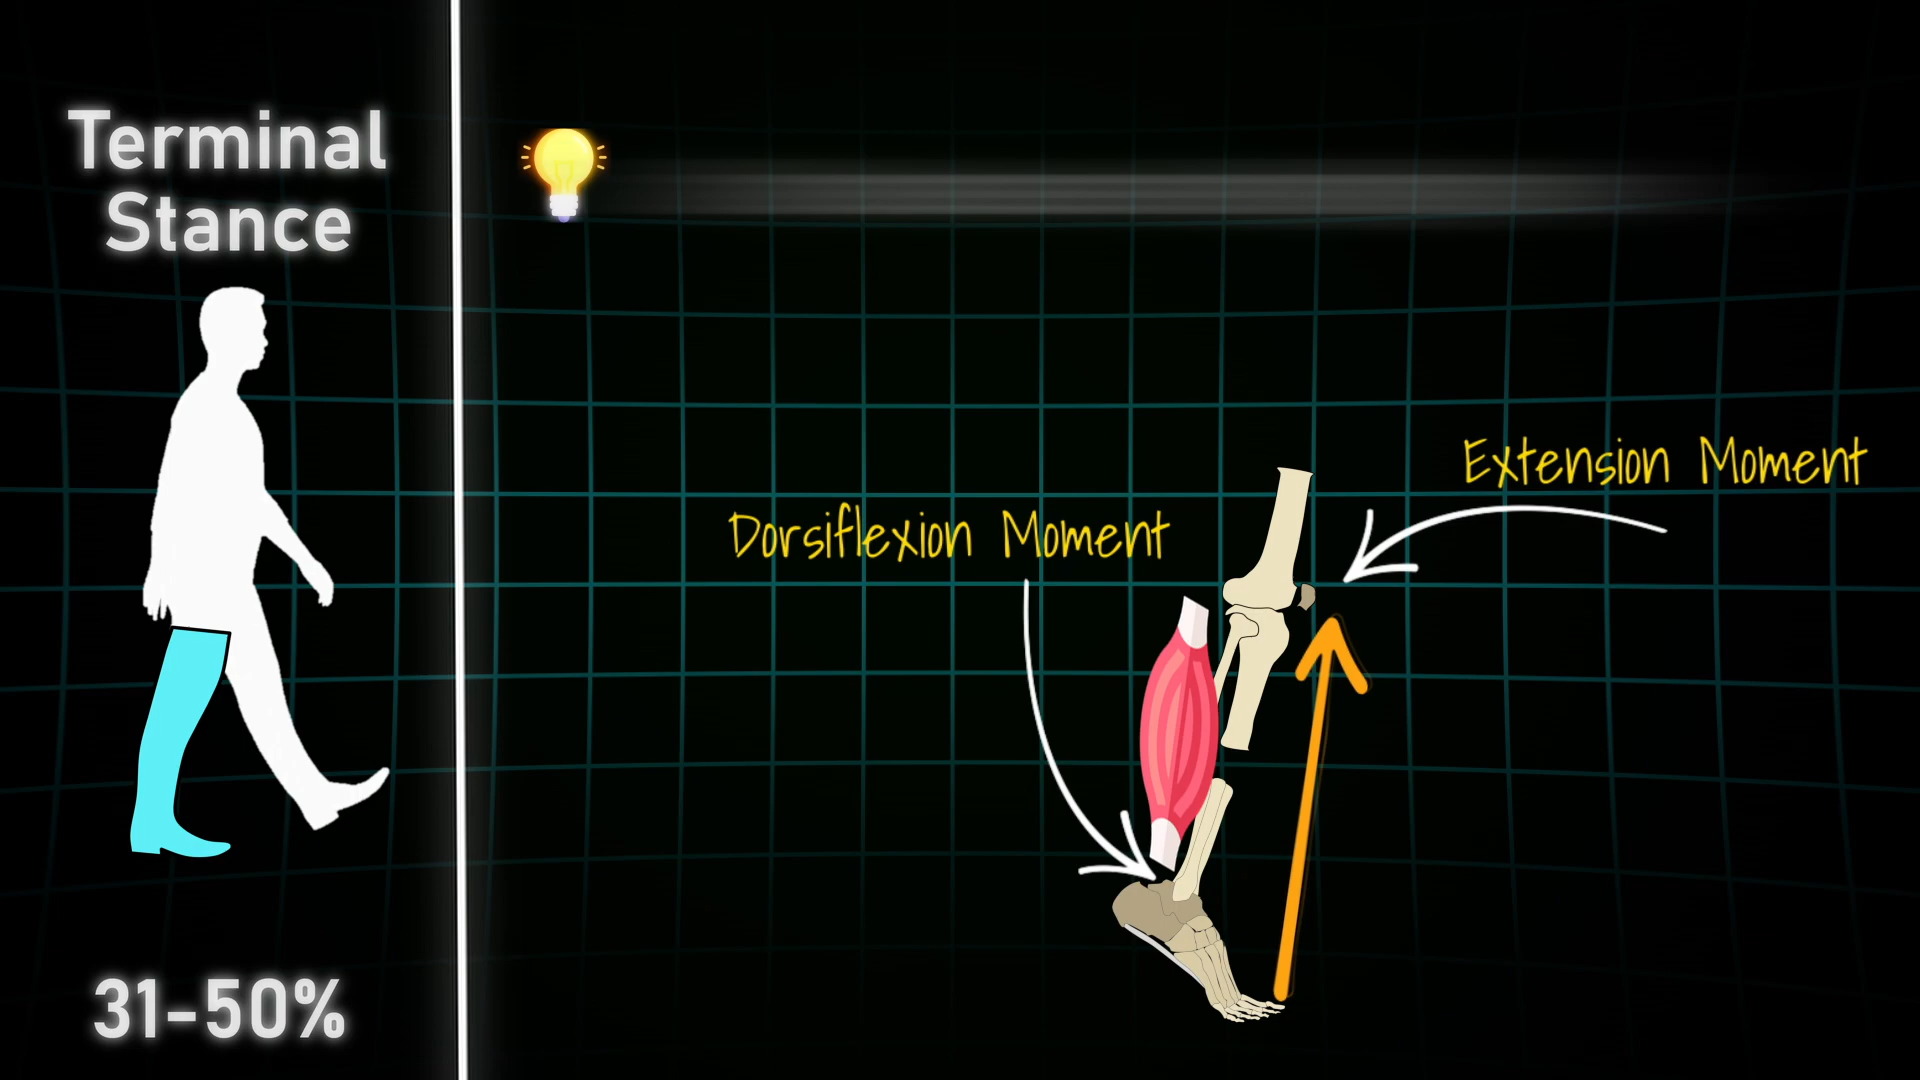 Terminal
Stance
Extension Moment
Dorsiflexion Moment
31-50%